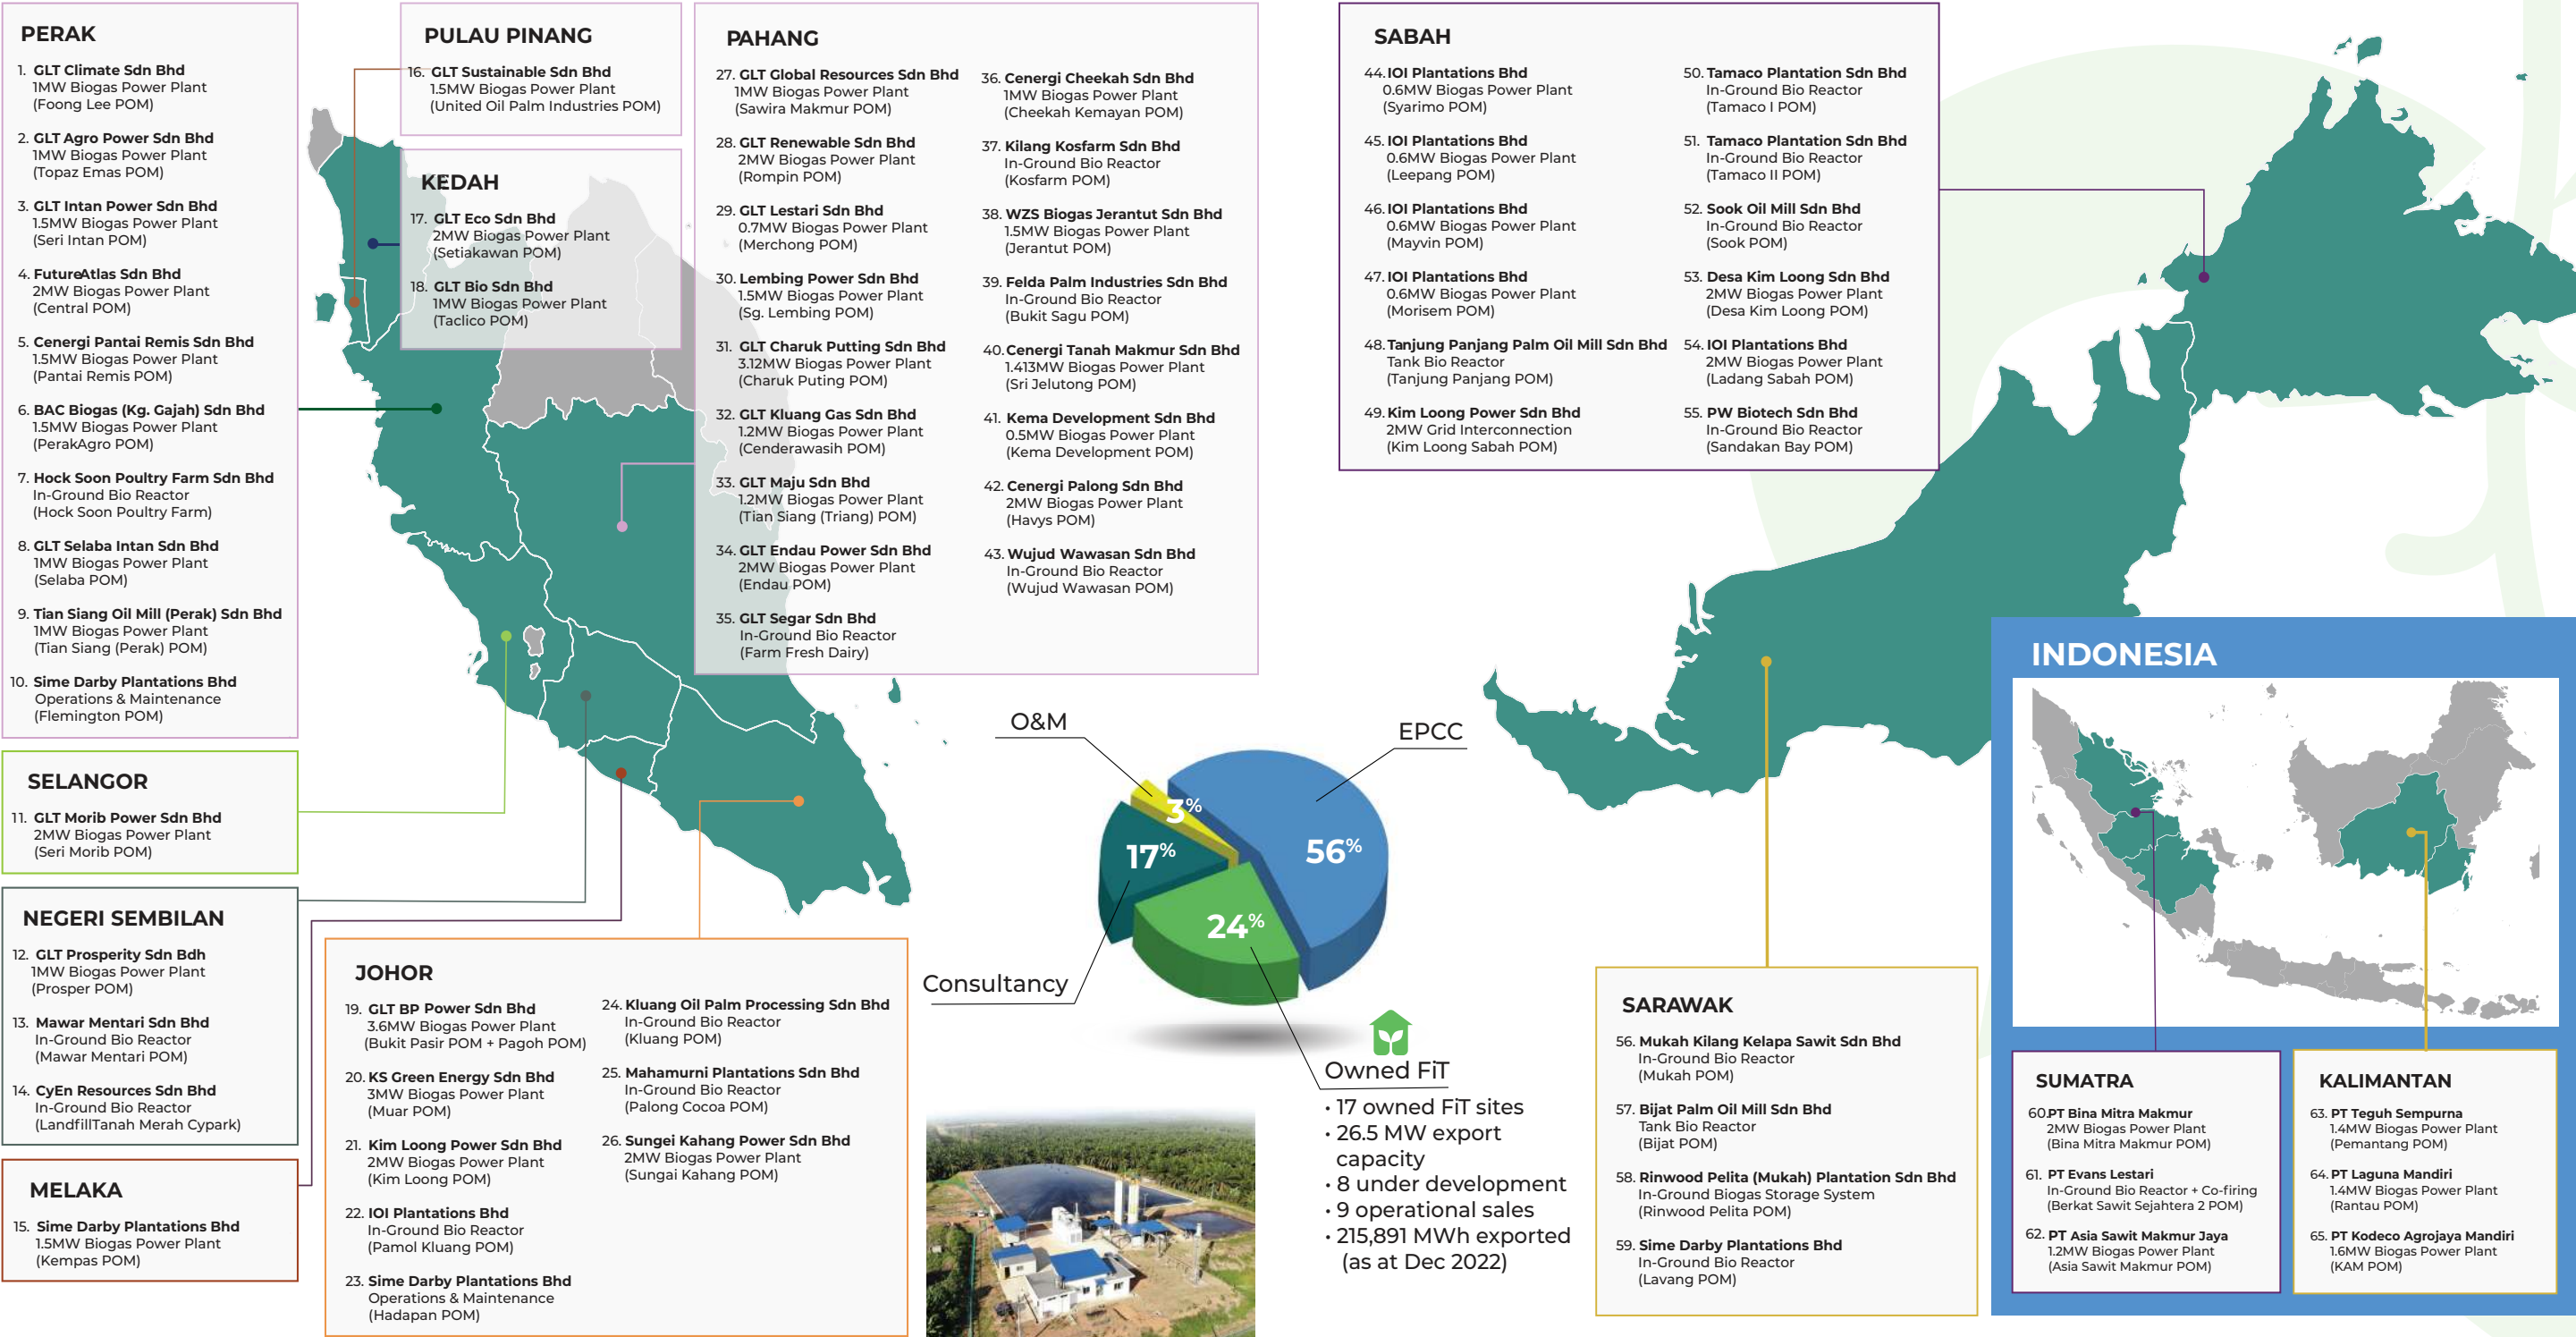 PERAK
1. GLT Climate Sdn Bhd
1MW Biogas Power Plant
(Foong Lee POM)
2. GLT Agro Power Sdn Bhd
1MW Biogas Power Plant
(Topaz Emas POM)
3. GLT Intan Power Sdn Bhd
1.5MW Biogas Power Plant
(Seri Intan POM)
4. FutureAtlas Sdn Bhd
2MW Biogas Power Plant
(Central POM)
5. Cenergi Pantai Remis Sdn Bhd
1.5MW Biogas Power Plant
(Pantai Remis POM)
6. BAC Biogas (Kg. Gajah) Sdn Bhd
1.5MW Biogas Power Plant
(PerakAgro POM)
7. Hock Soon Poultry Farm Sdn Bhd
In-Ground Bio Reactor
(Hock Soon Poultry Farm)
8. GLT Selaba Intan Sdn Bhd
1MW Biogas Power Plant
(Selaba POM)
9. Tian Siang Oil Mill (Perak) Sdn Bhd
1MW Biogas Power Plant
(Tian Siang (Perak) POM)
10. Sime Darby Plantations Bhd
Operations & Maintenance
(Flemington POM)
SELANGOR
11. GLT Morib Power Sdn Bhd
2MW Biogas Power Plant
(Seri Morib POM)
NEGERI SEMBILAN
12. GLT Prosperity Sdn Bdh
1MW Biogas Power Plant
(Prosper POM)
13. Mawar Mentari Sdn Bhd
In-Ground Bio Reactor
(Mawar Mentari POM)
14. CyEn Resources Sdn Bhd
In-Ground Bio Reactor
(LandfillTanah Merah Cypark)
MELAKA
15. Sime Darby Plantations Bhd
1.5MW Biogas Power Plant
(Kempas POM)
PULAU PINANG
16. GLT Sustainable Sdn Bhd
1.5MW Biogas Power Plant
(United Oil Palm Industries POM)
KEDAH
17. GLT Eco Sdn Bhd
2MW Biogas Power Plant
(Setiakawan POM)
18. GLT Bio Sdn Bhd
1MW Biogas Power Plant
(Taclico POM)
JOHOR
19. GLT BP Power Sdn Bhd
3.6MW Biogas Power Plant
(Bukit Pasir POM + Pagoh POM)
20. KS Green Energy Sdn Bhd
3MW Biogas Power Plant
(Muar POM)
21. Kim Loong Power Sdn Bhd
2MW Biogas Power Plant
(Kim Loong POM)
22. IOI Plantations Bhd
In-Ground Bio Reactor
(Pamol Kluang POM)
23. Sime Darby Plantations Bhd
Operations & Maintenance
(Hadapan POM)
24. Kluang Oil Palm Processing Sdn Bhd
In-Ground Bio Reactor
(Kluang POM)
25. Mahamurni Plantations Sdn Bhd
In-Ground Bio Reactor
(Palong Cocoa POM)
26. Sungei Kahang Power Sdn Bhd
2MW Biogas Power Plant
(Sungai Kahang POM)
PAHANG
27. GLT Global Resources Sdn Bhd
1MW Biogas Power Plant
(Sawira Makmur POM)
28. GLT Renewable Sdn Bhd
2MW Biogas Power Plant
(Rompin POM)
29. GLT Lestari Sdn Bhd
0.7MW Biogas Power Plant
(Merchong POM)
30. Lembing Power Sdn Bhd
1.5MW Biogas Power Plant
(Sg. Lembing POM)
31. GLT Charuk Putting Sdn Bhd
3.12MW Biogas Power Plant
(Charuk Puting POM)
32. GLT Kluang Gas Sdn Bhd
1.2MW Biogas Power Plant
(Cenderawasih POM)
33. GLT Maju Sdn Bhd
1.2MW Biogas Power Plant
(Tian Siang (Triang) POM)
34. GLT Endau Power Sdn Bhd
2MW Biogas Power Plant
(Endau POM)
35. GLT Segar Sdn Bhd
In-Ground Bio Reactor
(Farm Fresh Dairy)
36. Cenergi Cheekah Sdn Bhd
1MW Biogas Power Plant
(Cheekah Kemayan POM)
37. Kilang Kosfarm Sdn Bhd
In-Ground Bio Reactor
(Kosfarm POM)
38. WZS Biogas Jerantut Sdn Bhd
1.5MW Biogas Power Plant
(Jerantut POM)
39. Felda Palm Industries Sdn Bhd
In-Ground Bio Reactor
(Bukit Sagu POM)
40. Cenergi Tanah Makmur Sdn Bhd
1.413MW Biogas Power Plant
(Sri Jelutong POM)
41. Kema Development Sdn Bhd
0.5MW Biogas Power Plant
(Kema Development POM)
42. Cenergi Palong Sdn Bhd
2MW Biogas Power Plant
(Havys POM)
43. Wujud Wawasan Sdn Bhd
In-Ground Bio Reactor
(Wujud Wawasan POM)
O&M
EPCC
3%
17%
56%
24%
Consultancy
Owned FiT
• 17 owned FiT sites
• 26.5 MW export
capacity
• 8 under development
• 9 operational sales
• 215,891 MWh exported
(as at Dec 2022)
SABAH
44. IOI Plantations Bhd
0.6MW Biogas Power Plant
(Syarimo POM)
45. IOI Plantations Bhd
0.6MW Biogas Power Plant
(Leepang POM)
46. IOI Plantations Bhd
0.6MW Biogas Power Plant
(Mayvin POM)
47. IOI Plantations Bhd
0.6MW Biogas Power Plant
(Morisem POM)
48. Tanjung Panjang Palm Oil Mill Sdn Bhd
Tank Bio Reactor
(Tanjung Panjang POM)
49. Kim Loong Power Sdn Bhd
2MW Grid Interconnection
(Kim Loong Sabah POM)
50. Tamaco Plantation Sdn Bhd
In-Ground Bio Reactor
(Tamaco I POM)
51. Tamaco Plantation Sdn Bhd
In-Ground Bio Reactor
(Tamaco II POM)
52. Sook Oil Mill Sdn Bhd
In-Ground Bio Reactor
(Sook POM)
53. Desa Kim Loong Sdn Bhd
2MW Biogas Power Plant
(Desa Kim Loong POM)
54. IOI Plantations Bhd
2MW Biogas Power Plant
(Ladang Sabah POM)
55. PW Biotech Sdn Bhd
In-Ground Bio Reactor
(Sandakan Bay POM)
SARAWAK
56. Mukah Kilang Kelapa Sawit Sdn Bhd
In-Ground Bio Reactor
(Mukah POM)
57. Bijat Palm Oil Mill Sdn Bhd
Tank Bio Reactor
(Bijat POM)
58. Rinwood Pelita (Mukah) Plantation Sdn Bhd
In-Ground Biogas Storage System
(Rinwood Pelita POM)
59. Sime Darby Plantations Bhd
In-Ground Bio Reactor
(Lavang POM)
INDONESIA
SUMATRA
60. PT Bina Mitra Makmur
2MW Biogas Power Plant
(Bina Mitra Makmur POM)
61. PT Evans Lestari
In-Ground Bio Reactor + Co-firing
(Berkat Sawit Sejahtera 2 POM)
62. PT Asia Sawit Makmur Jaya
1.2MW Biogas Power Plant
(Asia Sawit Makmur POM)
KALIMANTAN
63. PT Teguh Sempurna
1.4MW Biogas Power Plant
(Pemantang POM)
64. PT Laguna Mandiri
1.4MW Biogas Power Plant
(Rantau POM)
65. PT Kodeco Agrojaya Mandiri
1.6MW Biogas Power Plant
(KAM POM)